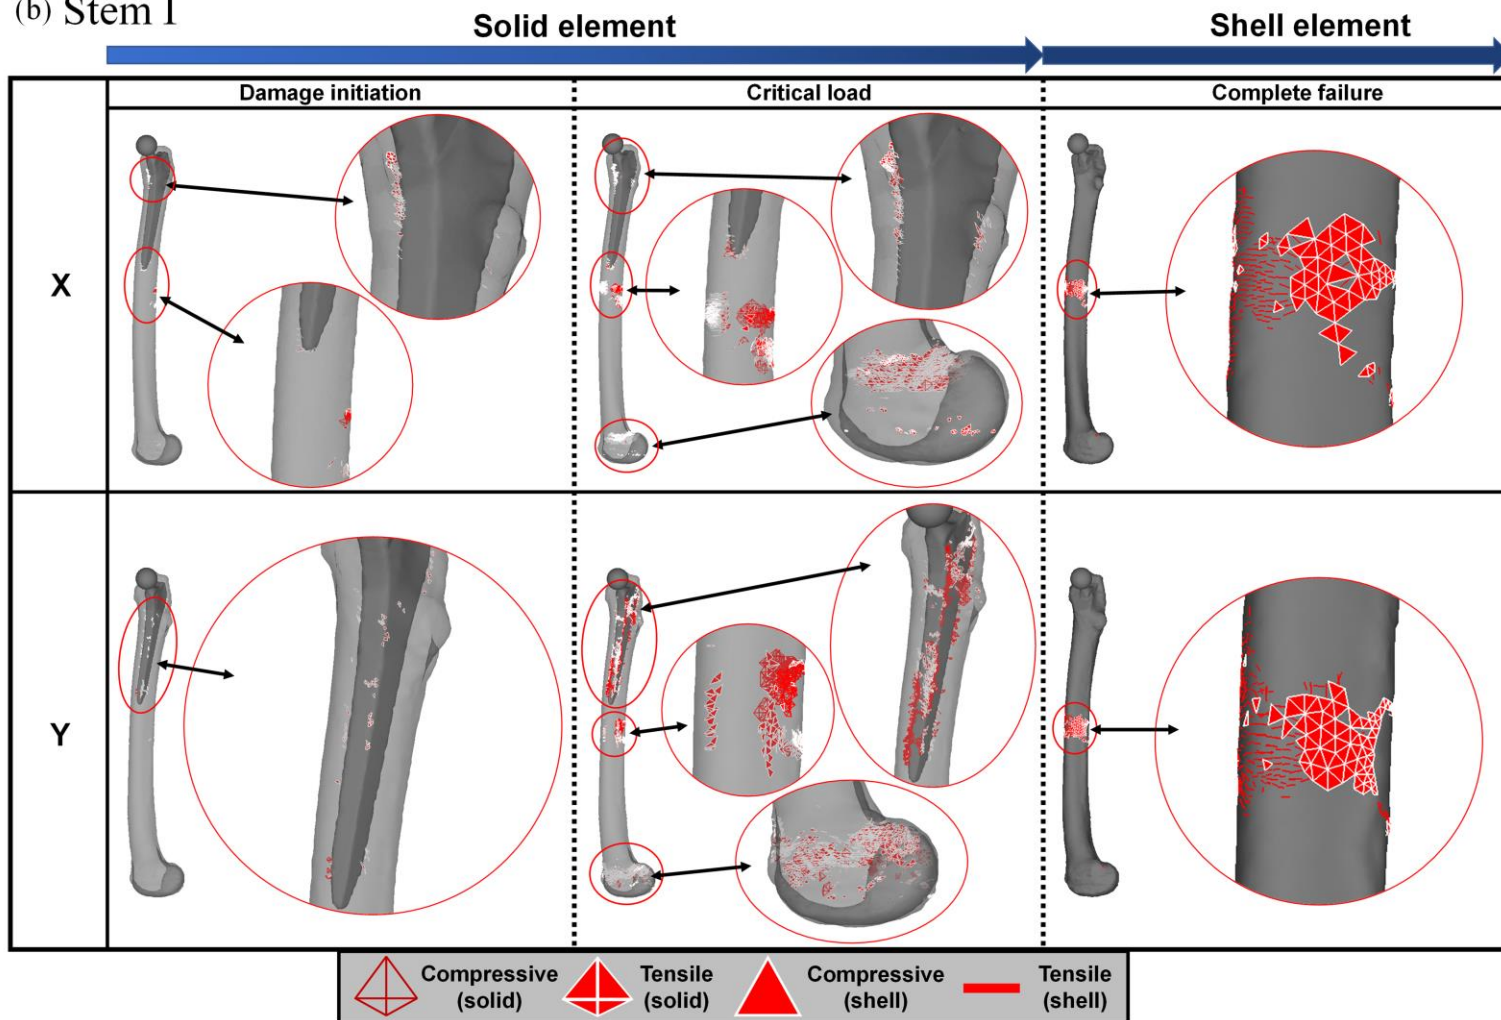 (b) Stem I
Solid element
Shell element
Damage initiation
Critical load
Complete failure
X
Y
Compressive
(solid)
Tensile
(solid)
Compressive
(shell)
Tensile
(shell)